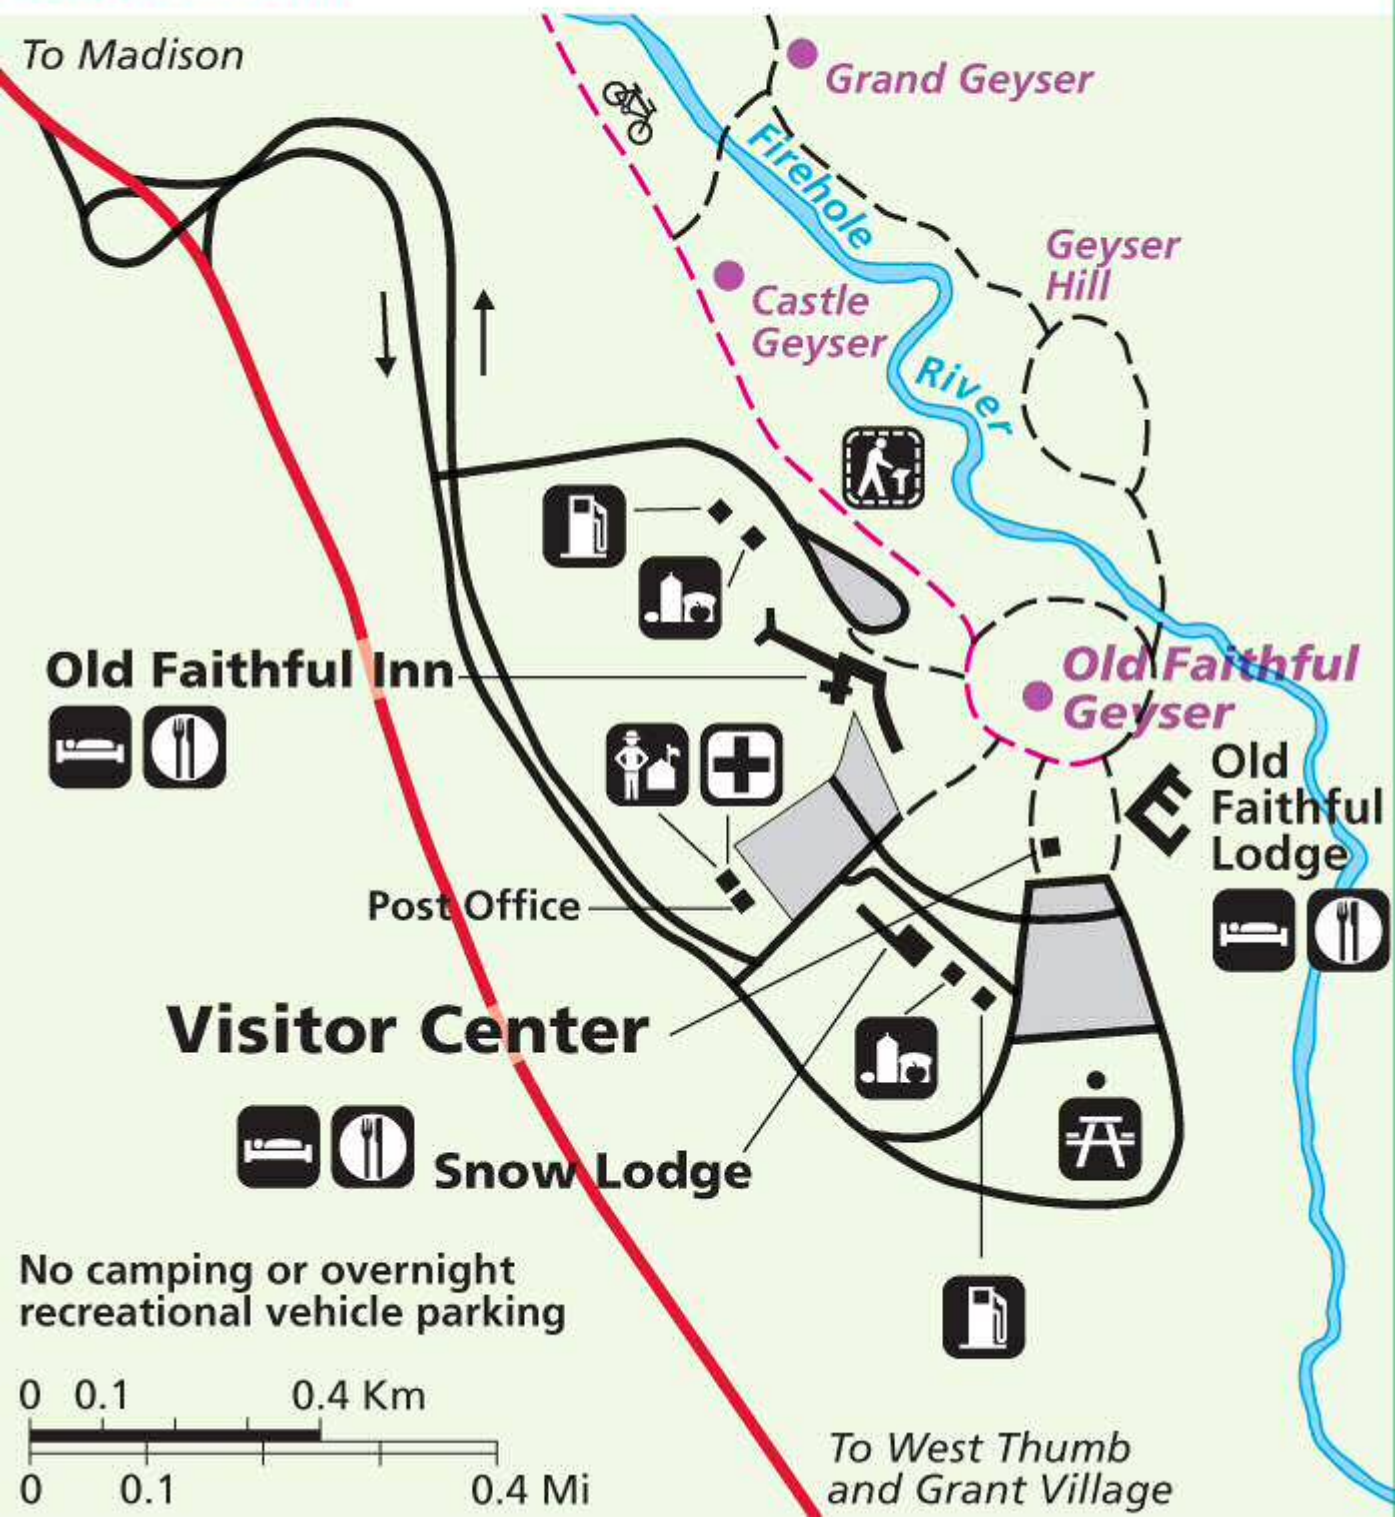 To Madison
Grand Geyser
Firehole
River
Geyser
Hill
Castle
Geyser
Old Faithful Inn
Old Faithful
Geyser
Old
Faithful
Lodge
Post Office
Visitor Center
Snow Lodge
No camping or overnight
recreational vehicle parking
0 0.1 0.4 Km
0 0.1 0.4 Mi
To West Thumb
and Grant Village